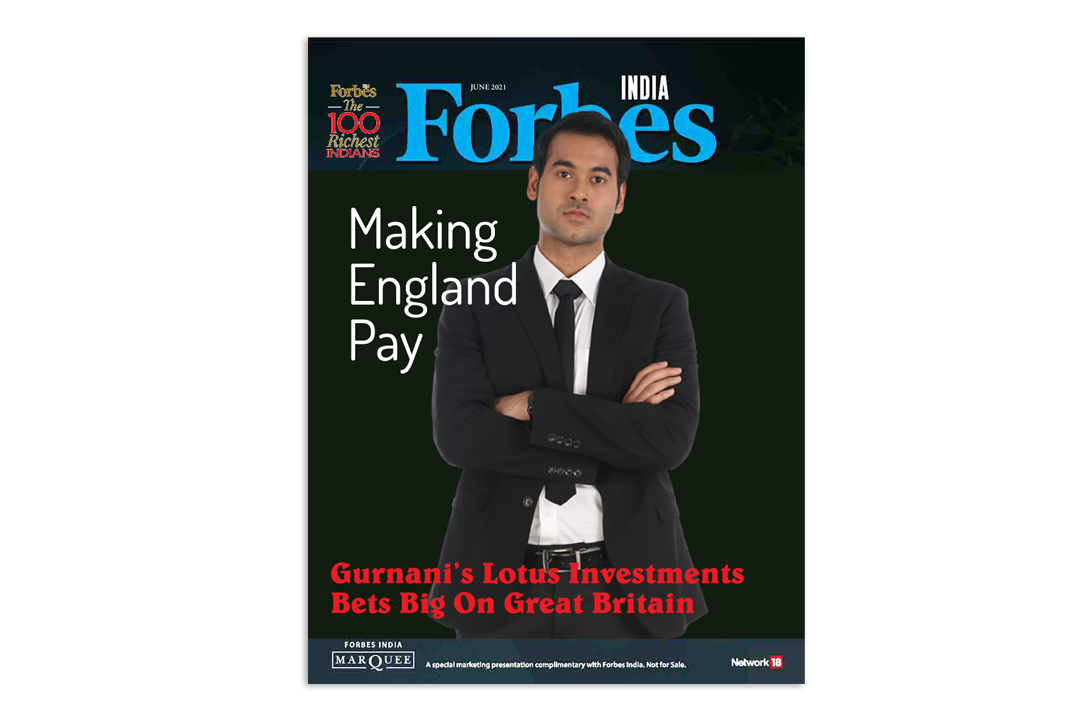 JUNE 2021
INDIA
Forbes
Forbes
The
100
Richest
INDIANS
Making
England
Pay
Gurnani's Lotus Investments
Bets Big On Great Britain
FORBES INDIA
MARQUEE
A special marketing presentation complimentary with Forbes India. Not for Sale.
Network 18